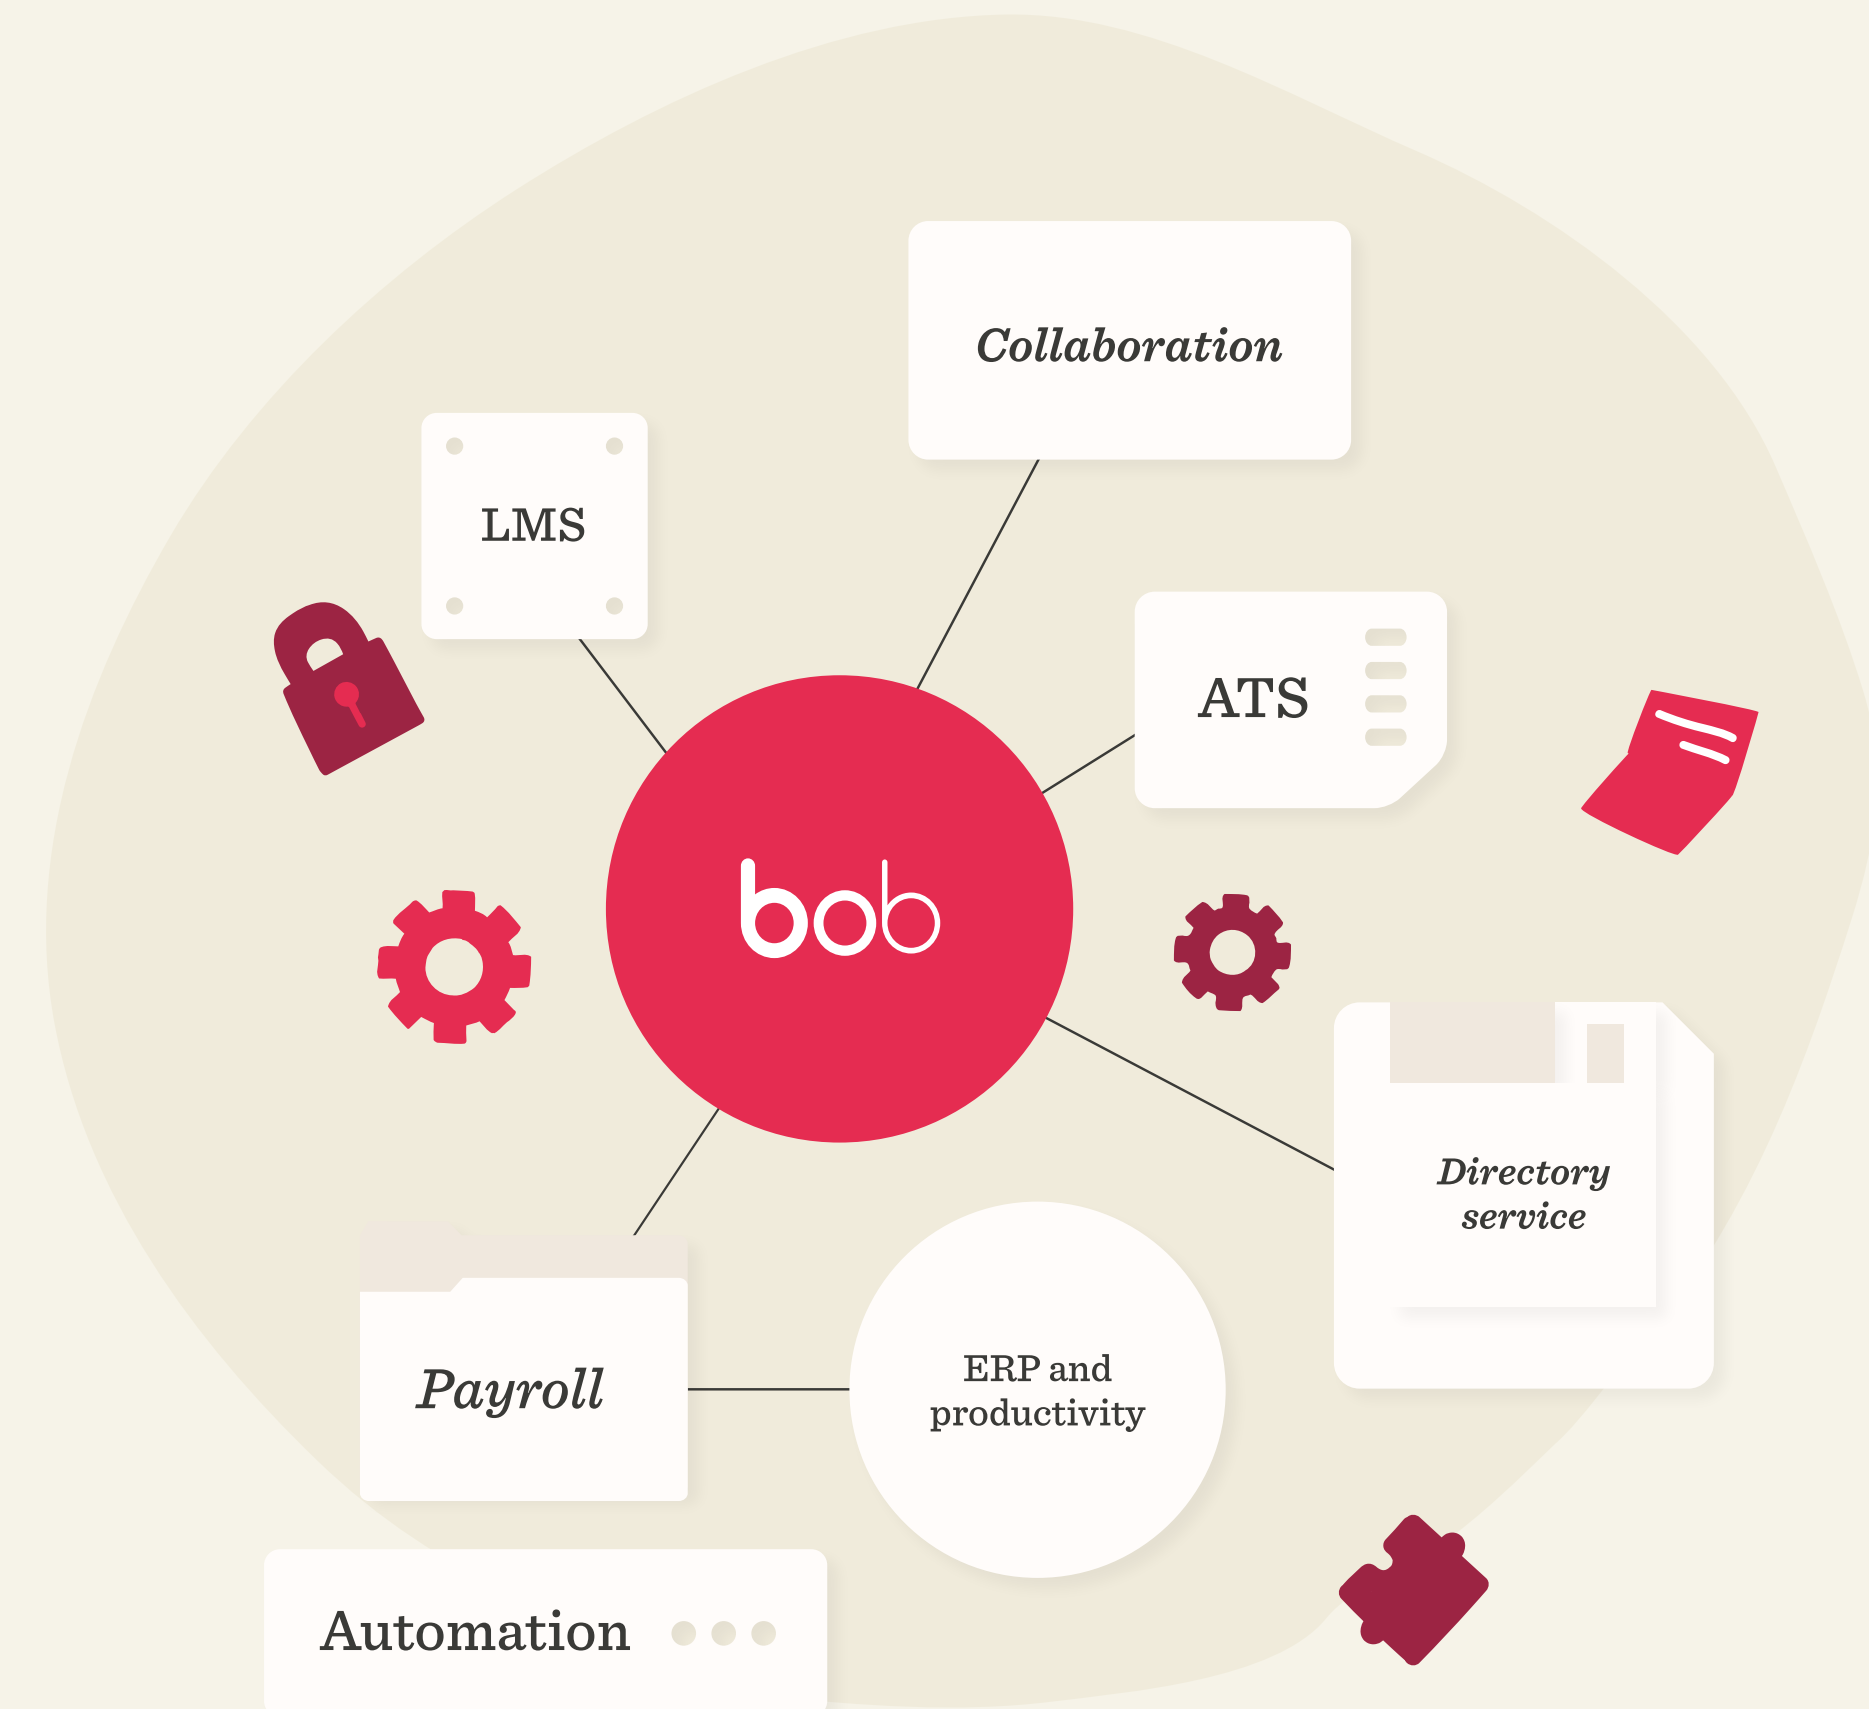 Collaboration
LMS
ATS
bob
Directory
service
Payroll
ERP and
productivity
Automation